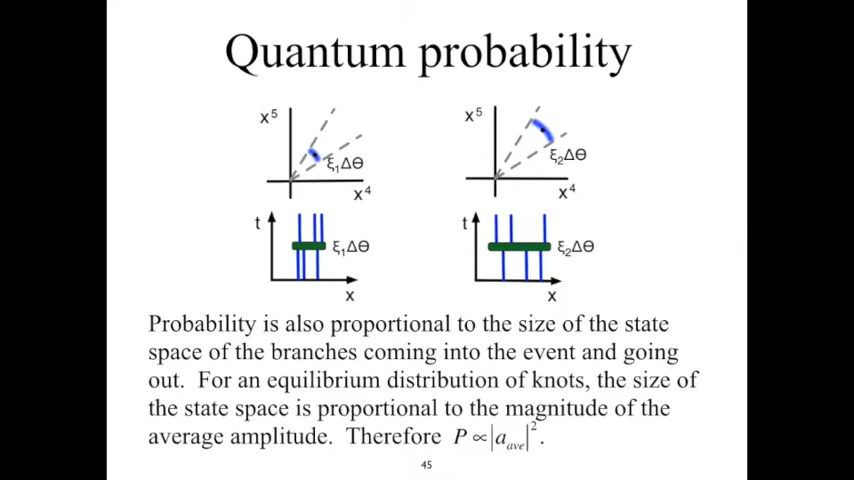 Quantum probability
x⁵
ξ₁Δθ
x⁴
x⁵
ξ₂Δθ
x⁴
t
ξ₁Δθ
x
t
ξ₂Δθ
x
Probability is also proportional to the size of the state
space of the branches coming into the event and going
out. For an equilibrium distribution of knots, the size of
the state space is proportional to the magnitude of the
average amplitude. Therefore P ∝ |a_ave|².
45